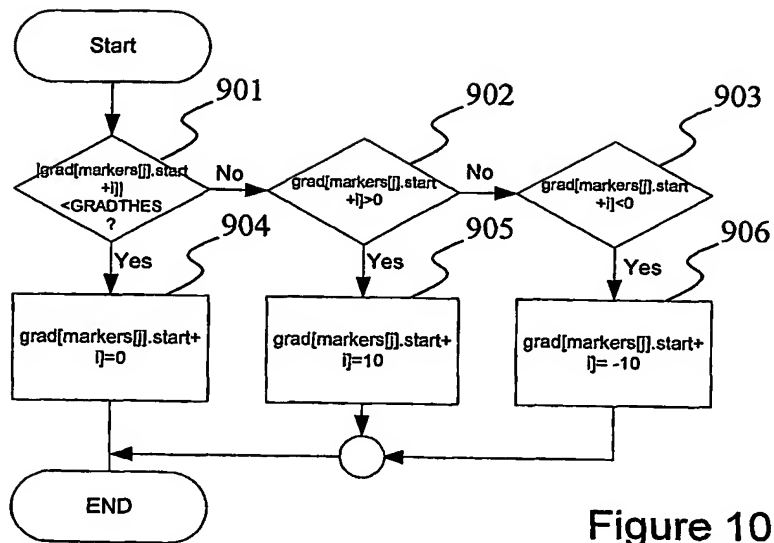 Start
901
902
903
|grad[markers[j].start
+i]|
<GRADTHES
?
No
grad[markers[j].start
+i]>0
No
grad[markers[j].start
+i]<0
904
905
906
Yes
Yes
Yes
grad[markers[j].start+
i]=0
grad[markers[j].start+
i]=10
grad[markers[j].start+
i]= -10
END
Figure 10